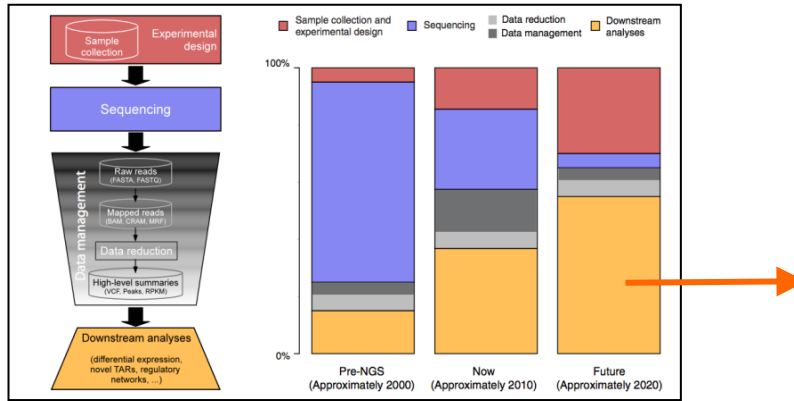 Sample
collection
Experimental
design
Sequencing
Data management
Raw reads
(FASTA, FASTQ)
Mapped reads
(BAM, CRAM, MRF)
Data reduction
High-level summaries
(VCF, Peaks, RPKM)
Downstream analyses
(differential expression,
novel TARs, regulatory
networks, ...)
Sample collection and
experimental design
Sequencing
Data reduction
Data management
Downstream
analyses
100%
0%
Pre-NGS
(Approximately 2000)
Now
(Approximately 2010)
Future
(Approximately 2020)